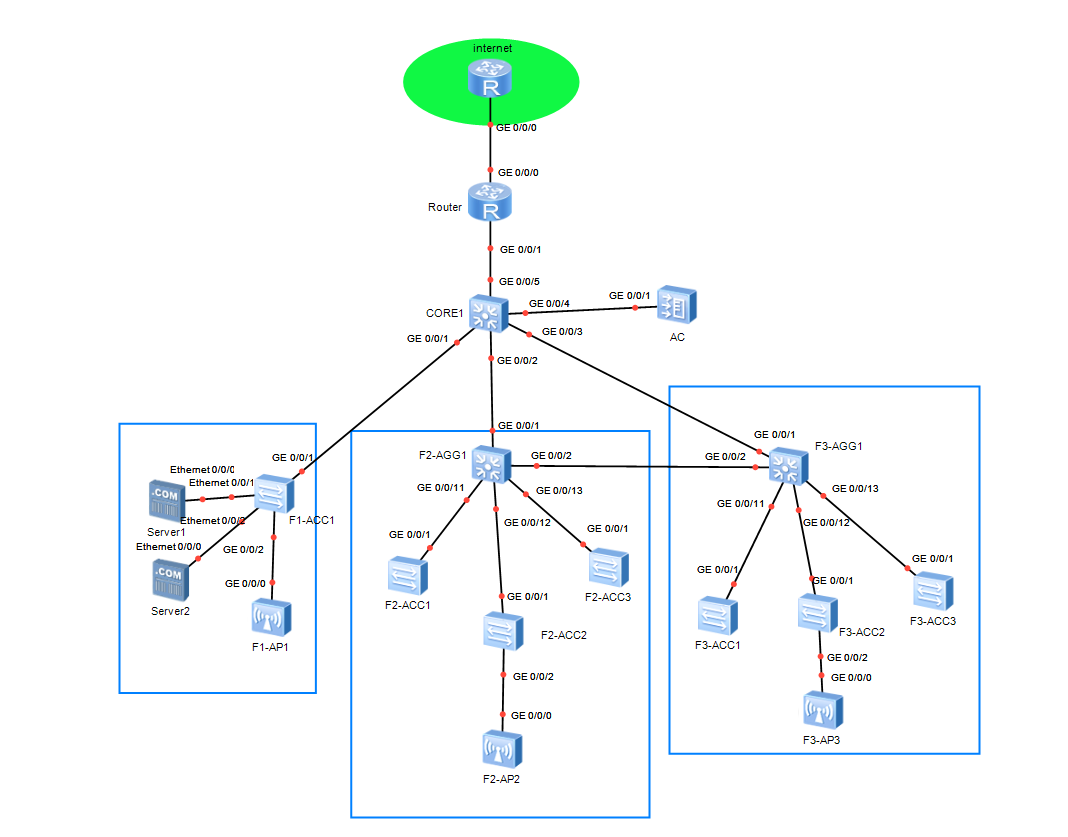 internet
R
GE 0/0/0
GE 0/0/0
Router
R
GE 0/0/1
GE 0/0/5
CORE1
GE 0/0/4
GE 0/0/1
AC
GE 0/0/1
GE 0/0/3
GE 0/0/2
GE 0/0/1
Ethernet 0/0/0
Ethernet 0/0/1
.COM
Server1
Ethernet 0/0/2
F1-ACC1
Ethernet 0/0/0
GE 0/0/2
.COM
Server2
GE 0/0/0
F1-AP1
GE 0/0/1
F2-AGG1
GE 0/0/2
GE 0/0/11
GE 0/0/13
GE 0/0/12
GE 0/0/1
GE 0/0/1
F2-ACC1
F2-ACC3
GE 0/0/1
F2-ACC2
GE 0/0/2
GE 0/0/0
F2-AP2
GE 0/0/1
F3-AGG1
GE 0/0/2
GE 0/0/11
GE 0/0/13
GE 0/0/12
GE 0/0/1
GE 0/0/1
GE 0/0/1
F3-ACC1
F3-ACC2
F3-ACC3
GE 0/0/2
GE 0/0/0
F3-AP3